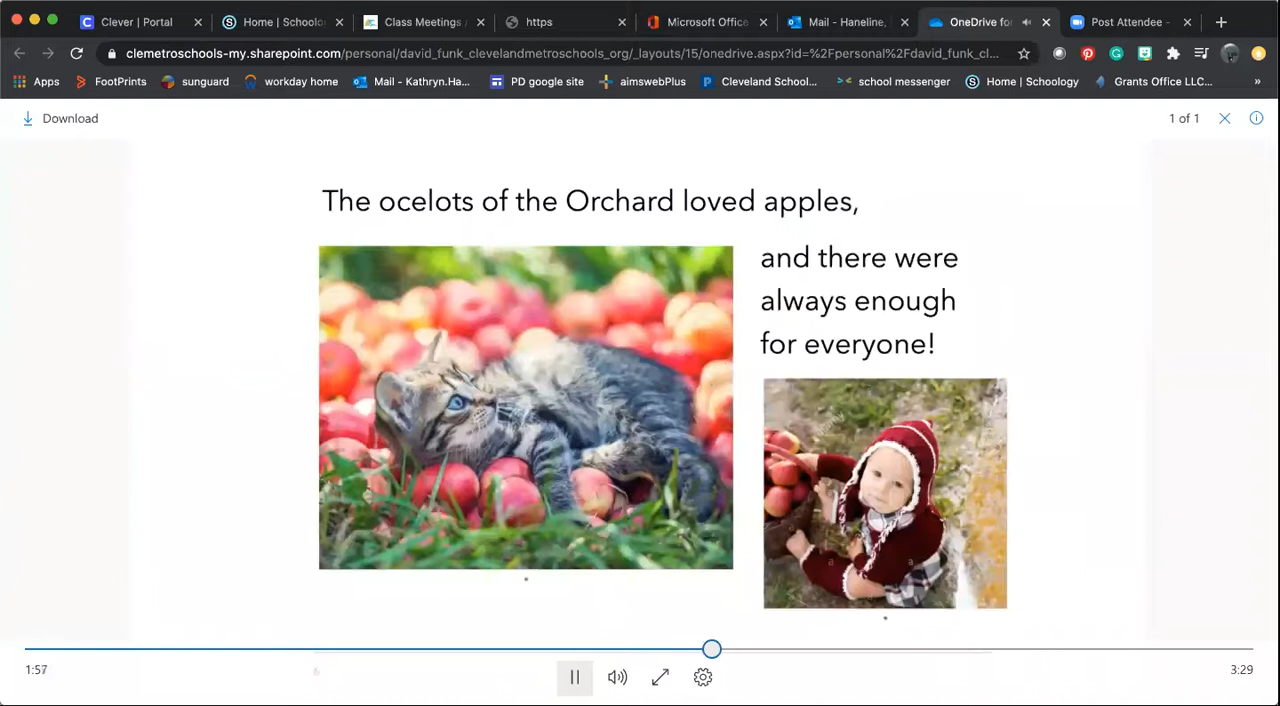 Clever | Portal
Home | Schoolo
Class Meetings /
https
Microsoft Office
Mail - Haneline,
OneDrive for
Post Attendee -
clemetroschools-my.sharepoint.com/personal/david_funk_clevelandmetroschools_org/_layouts/15/onedrive.aspx?id=%2Fpersonal%2Fdavid_funk_cl...
Apps
FootPrints
sunguard
workday home
Mail - Kathryn.Ha...
PD google site
aimswebPlus
Cleveland School...
school messenger
Home | Schoology
Grants Office LLC...
»
Download
1 of 1
The ocelots of the Orchard loved apples,
and there were
always enough
for everyone!
1:57
3:29